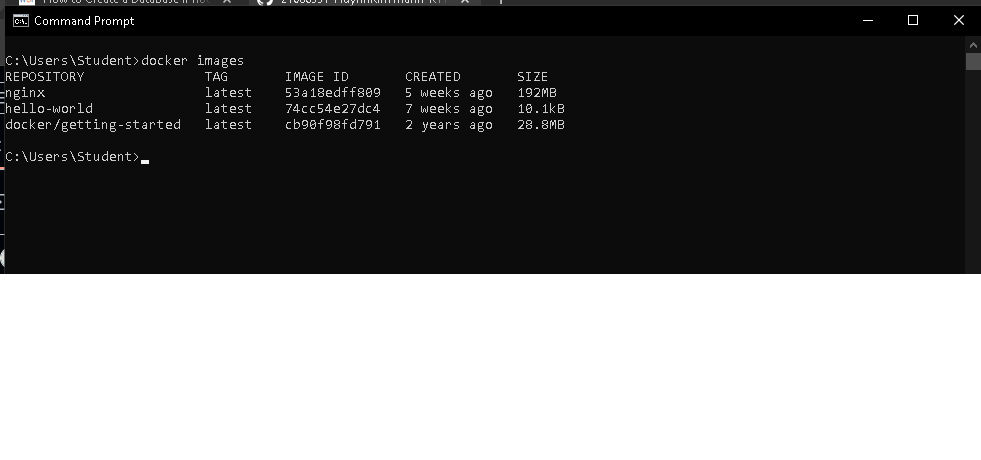 Command Prompt
C:\Users\Student>docker images
REPOSITORY TAG IMAGE ID CREATED SIZE
nginx latest 53a18edff809 5 weeks ago 192MB
hello-world latest 74cc54e27dc4 7 weeks ago 10.1kB
docker/getting-started latest cb90f98fd791 2 years ago 28.8MB
C:\Users\Student>